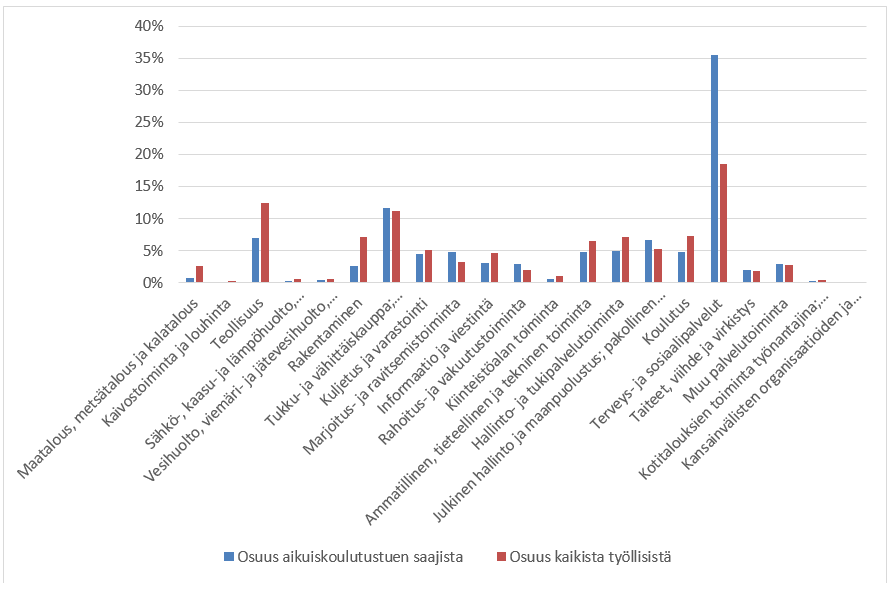 40%
35%
30%
25%
20%
15%
10%
5%
0%
Maatalous, metsätalous ja kalatalous
Kaivostoiminta ja louhinta
Teollisuus
Sähkö-, kaasu- ja lämpöhuolto,…
Vesihuolto, viemäri- ja jätevesihuolto,…
Rakentaminen
Tukku- ja vähittäiskauppa;…
Kuljetus ja varastointi
Marjoitus- ja ravitsemistoiminta
Informaatio ja viestintä
Rahoitus- ja vakuutustoiminta
Kiinteistöalan toiminta
Ammatillinen, tieteellinen ja tekninen toiminta
Hallinto- ja tukipalvelutoiminta
Julkinen hallinto ja maanpuolustus; pakollinen…
Koulutus
Terveys- ja sosiaalipalvelut
Taiteet, viihde ja virkistys
Muu palvelutoiminta
Kotitalouksien toiminta työnantajina;…
Kansainvälisten organisaatioiden ja…
Osuus aikuiskoulutustuen saajista
Osuus kaikista työllisistä